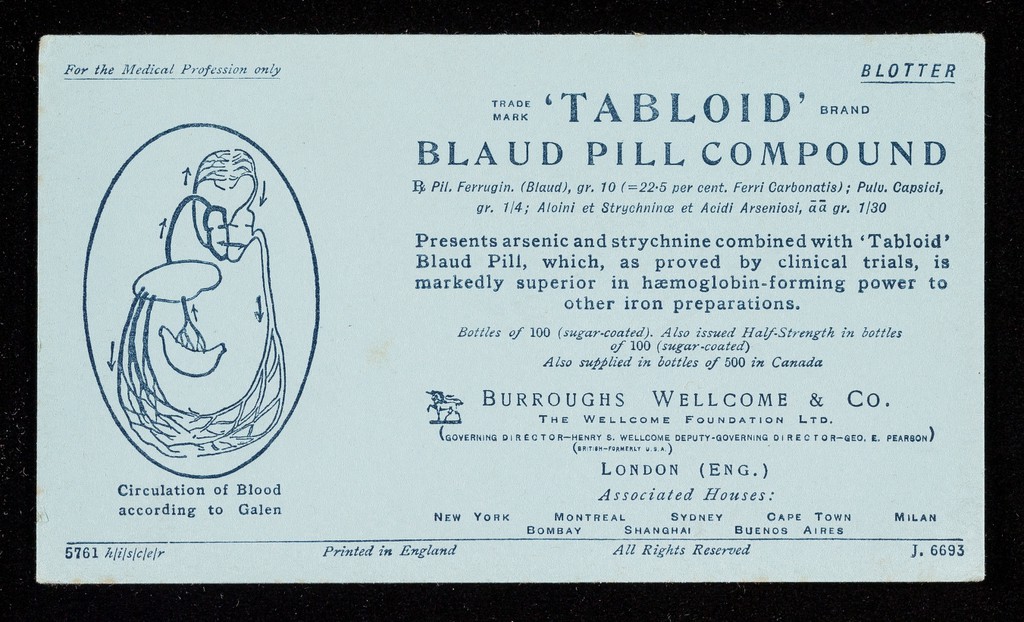 For the Medical Profession only
BLOTTER
TRADE MARK 'TABLOID' BRAND
BLAUD PILL COMPOUND
℞ Pil. Ferrugin. (Blaud), gr. 10 (=22·5 per cent. Ferri Carbonatis); Pulv. Capsici,
gr. 1/4; Aloini et Strychninæ et Acidi Arseniosi, āā gr. 1/30
Presents arsenic and strychnine combined with 'Tabloid'
Blaud Pill, which, as proved by clinical trials, is
markedly superior in hæmoglobin-forming power to
other iron preparations.
Bottles of 100 (sugar-coated). Also issued Half-Strength in bottles
of 100 (sugar-coated)
Also supplied in bottles of 500 in Canada
BURROUGHS WELLCOME & CO.
THE WELLCOME FOUNDATION LTD.
(GOVERNING DIRECTOR—HENRY S. WELLCOME DEPUTY-GOVERNING DIRECTOR—GEO. E. PEARSON)
(BRITISH—FORMERLY U.S.A.)
LONDON (ENG.)
Associated Houses:
NEW YORK MONTREAL SYDNEY CAPE TOWN MILAN
BOMBAY SHANGHAI BUENOS AIRES
Circulation of Blood
according to Galen
5761 h/i/s/c/e/r Printed in England All Rights Reserved J. 6693